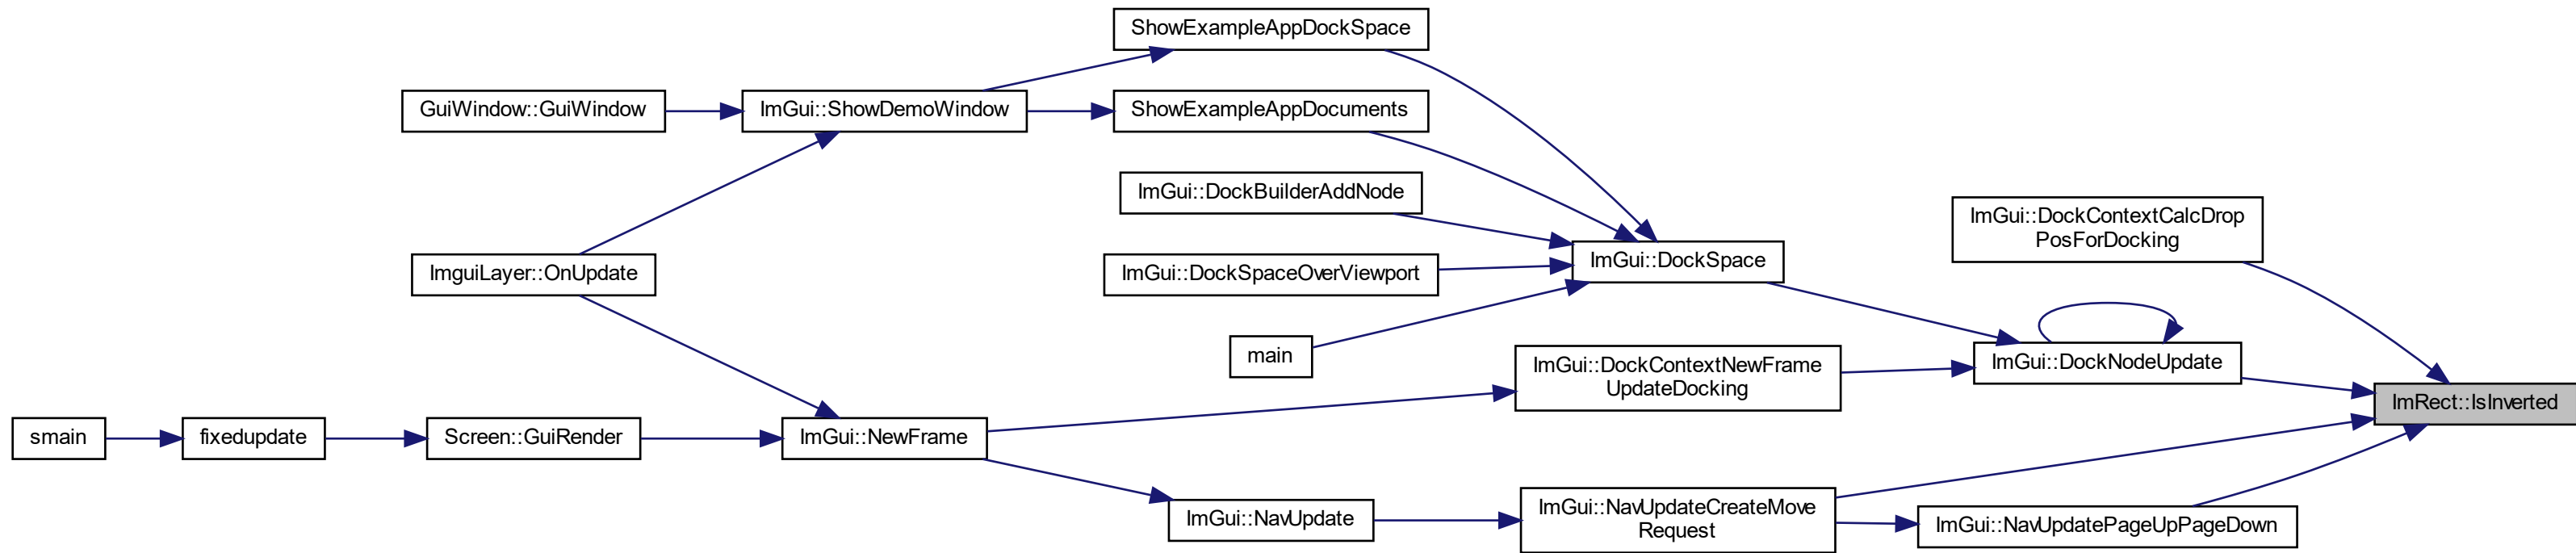 ShowExampleAppDockSpace
GuiWindow::GuiWindow
ImGui::ShowDemoWindow
ShowExampleAppDocuments
ImGui::DockBuilderAddNode
ImGui::DockContextCalcDrop
PosForDocking
ImguiLayer::OnUpdate
ImGui::DockSpaceOverViewport
ImGui::DockSpace
main
ImGui::DockContextNewFrame
UpdateDocking
ImGui::DockNodeUpdate
ImRect::IsInverted
smain
fixedupdate
Screen::GuiRender
ImGui::NewFrame
ImGui::NavUpdate
ImGui::NavUpdateCreateMove
Request
ImGui::NavUpdatePageUpPageDown